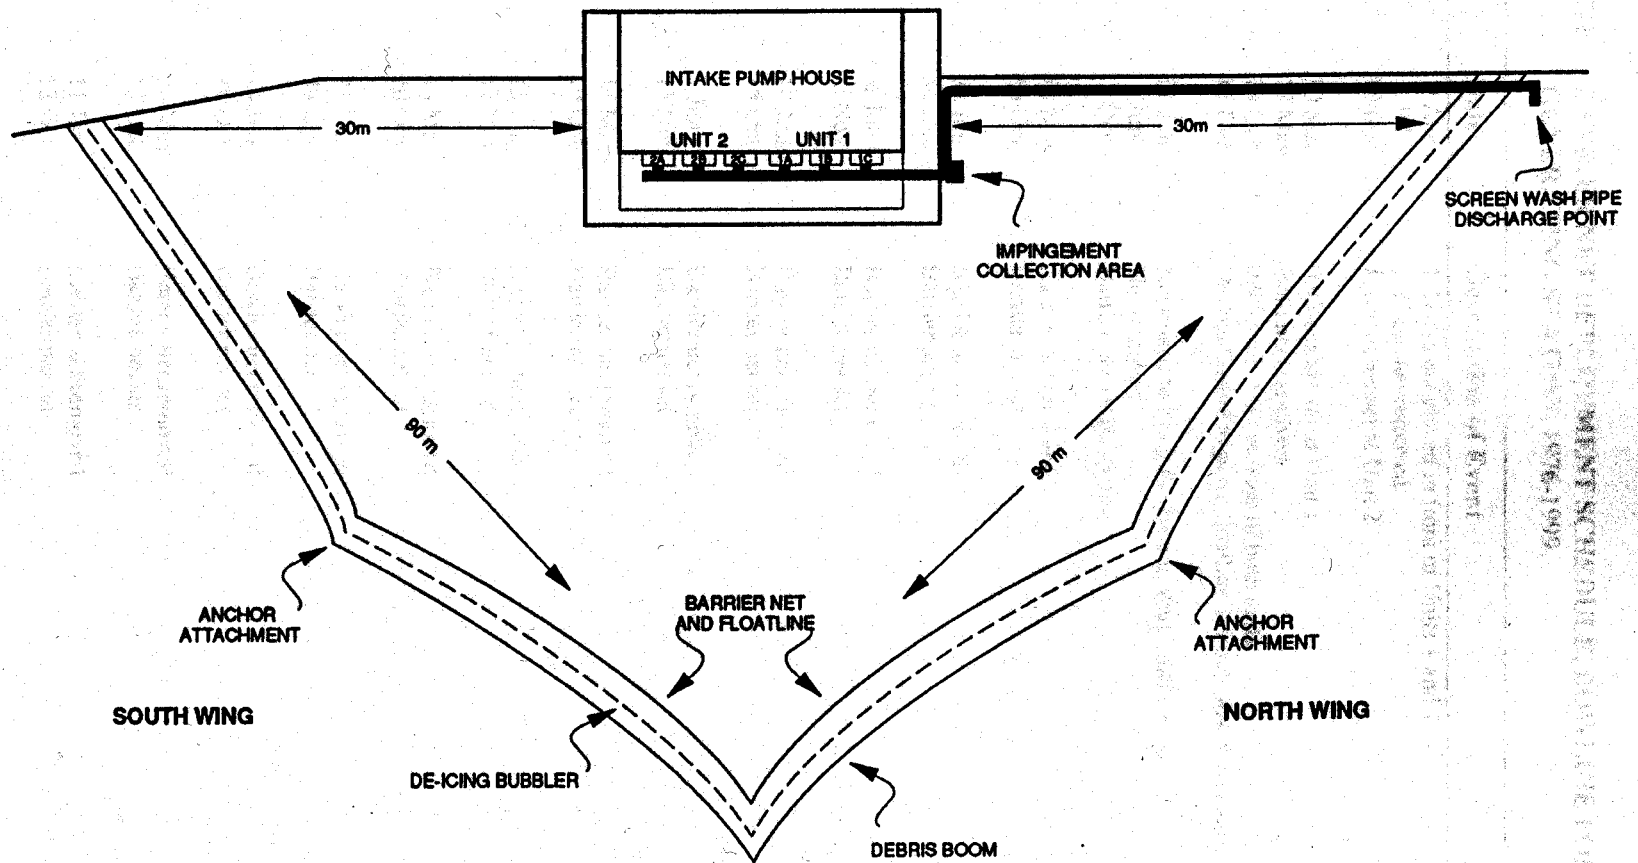 INTAKE PUMP HOUSE
30m
30m
UNIT 2
UNIT 1
2A 2B 2C 1A 1B 1C
SCREEN WASH PIPE
DISCHARGE POINT
IMPINGEMENT
COLLECTION AREA
90 m
90 m
ANCHOR
ATTACHMENT
BARRIER NET
AND FLOATLINE
ANCHOR
ATTACHMENT
SOUTH WING
NORTH WING
DE-ICING BUBBLER
DEBRIS BOOM